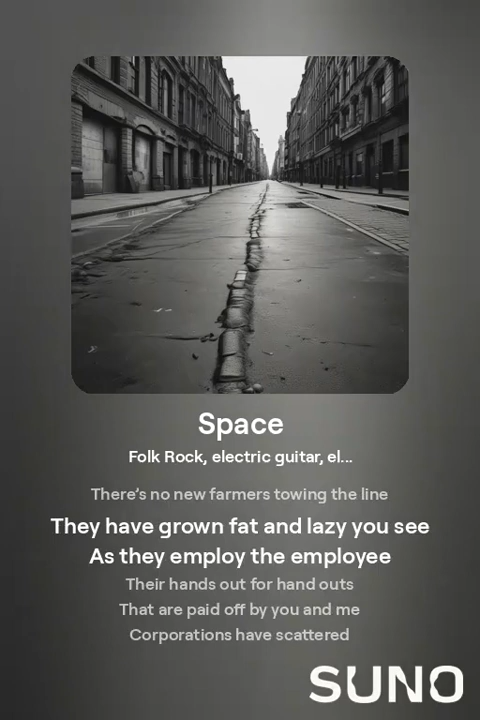 Space
Folk Rock, electric guitar, el...
There's no new farmers towing the line
They have grown fat and lazy you see
As they employ the employee
Their hands out for hand outs
That are paid off by you and me
Corporations have scattered
SUNO